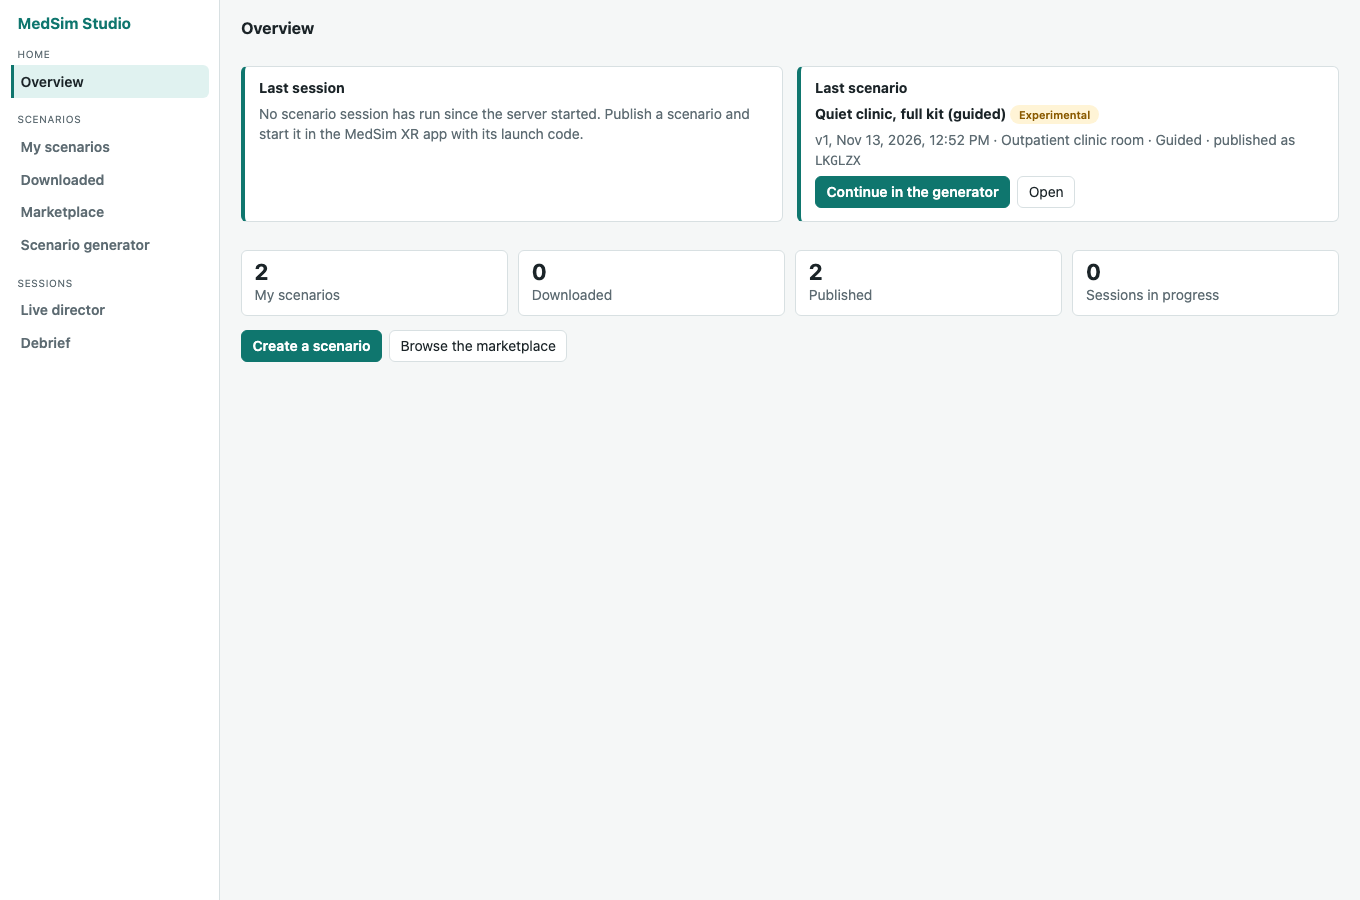 MedSim Studio
HOME
Overview
SCENARIOS
My scenarios
Downloaded
Marketplace
Scenario generator
SESSIONS
Live director
Debrief
Overview
Last session
No scenario session has run since the server started. Publish a scenario and
start it in the MedSim XR app with its launch code.
Last scenario
Quiet clinic, full kit (guided) Experimental
v1, Nov 13, 2026, 12:52 PM · Outpatient clinic room · Guided · published as
LKGLZX
Continue in the generator Open
2
My scenarios
0
Downloaded
2
Published
0
Sessions in progress
Create a scenario Browse the marketplace